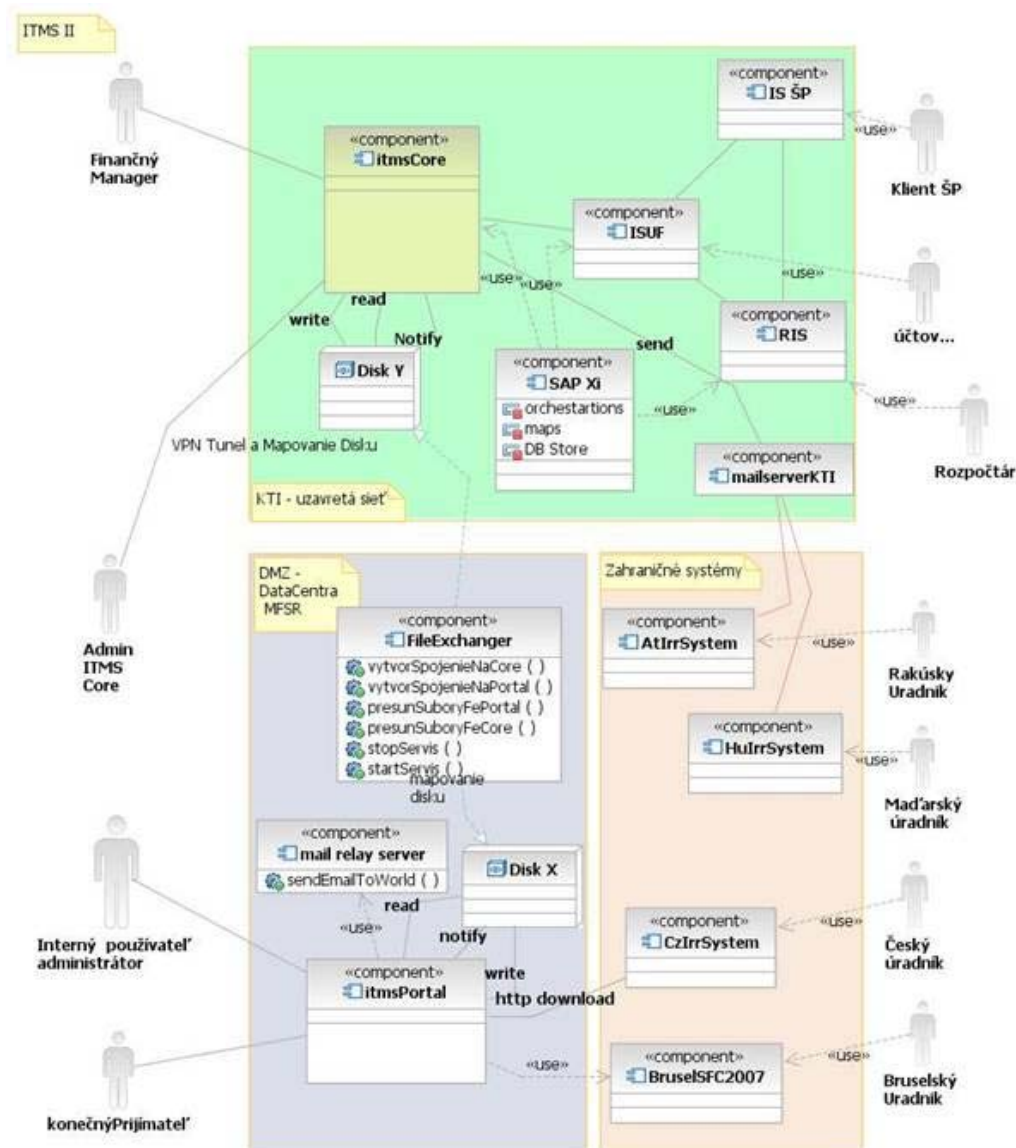 ITMS II
Finančný
Manager
«component»
itmsCore
«component»
IS ŠP
«use»
Klient ŠP
«component»
ISUF
«use»
účtov...
«use»
«use»
read
write
Notify
send
«component»
RIS
Disk Y
«component»
SAP Xi
orchestartions
maps
DB Store
«use»
«use»
Rozpočtár
VPN Tunel a Mapovanie Disku
«component»
mailserverKTI
KTI - uzavretá sieť
Admin
ITMS
Core
DMZ -
DataCentra
MFSR
Zahraničné systémy
«component»
FileExchanger
vytvorSpojenieNaCore ( )
vytvorSpojenieNaPortal ( )
presunSuboryFePortal ( )
presunSuboryFeCore ( )
stopServis ( )
startServis ( )
mapovanie
disku
«component»
AtIrrSystem
«use»
Rakúsky
Uradník
«component»
HuIrrSystem
«use»
Maďarský
úradník
«component»
mail relay server
sendEmailToWorld ( )
Disk X
read
«use»
notify
write
http download
Interný používateľ
administrátor
«component»
itmsPortal
«component»
CzIrrSystem
«use»
Český
úradník
konečnýPrijímateľ
«use»
«component»
BruselSFC2007
«use»
Bruselský
Uradník